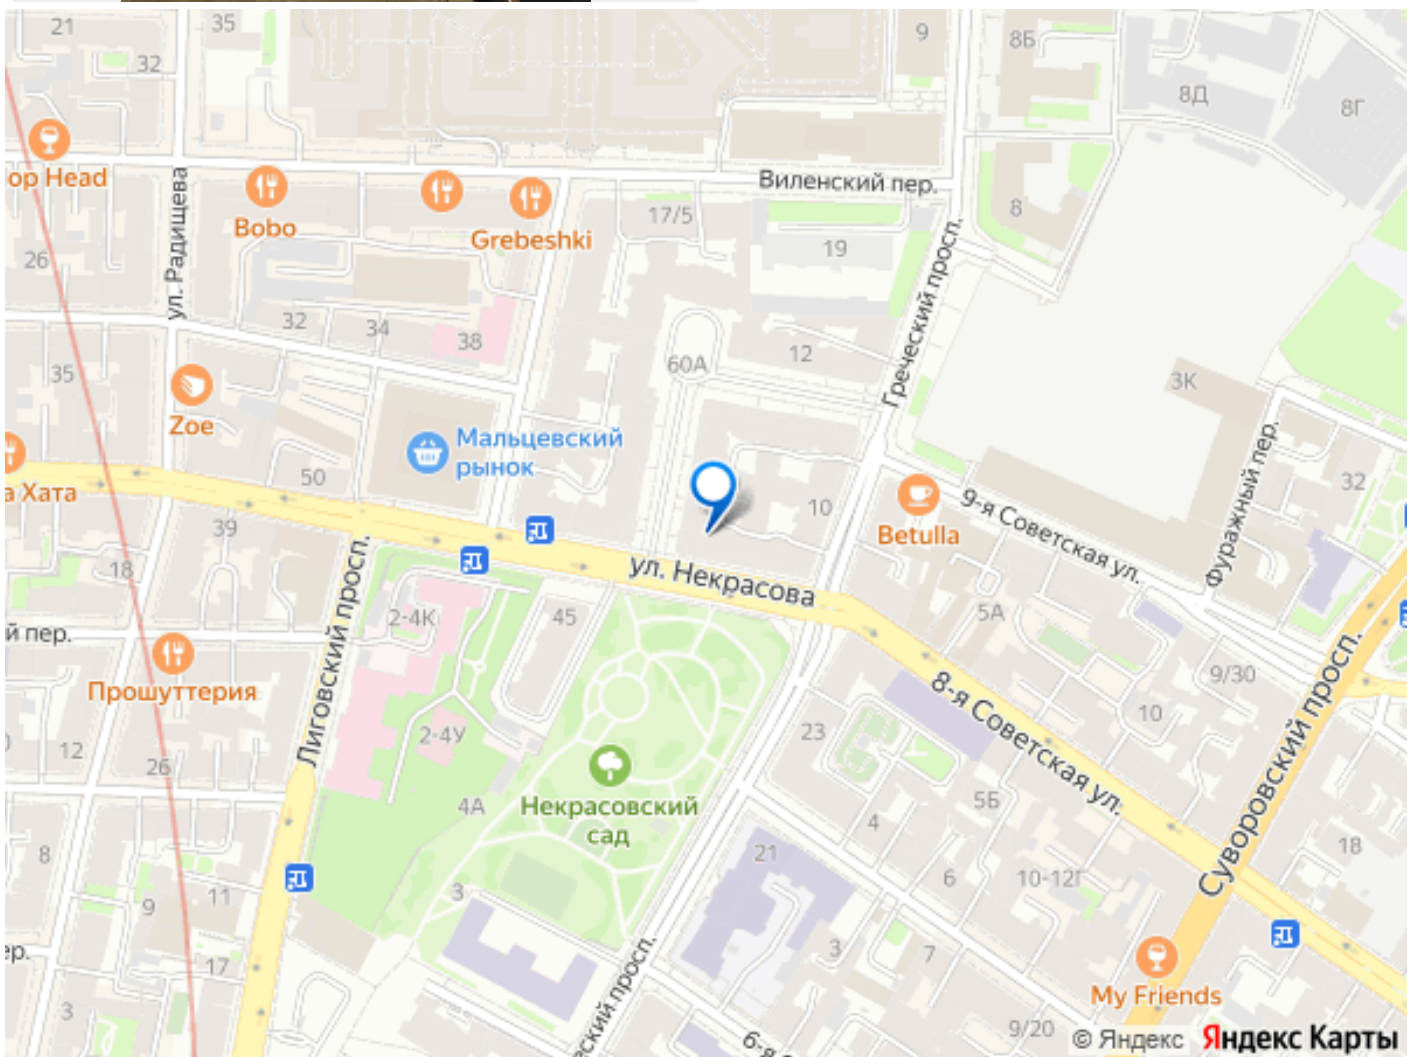 21
35
32
9
8Б
8Д
8Г
op Head
ул. Радищева
Bobo
Grebeshki
17/5
Виленский пер.
19
8
26
Греческий просп.
32
34
38
60А
12
3К
35
Zoe
Мальцевский
рынок
50
а Хата
39
18
10
Betulla
9-я Советская ул.
Фуражный пер.
32
ул. Некрасова
2-4К
45
5А
й пер.
Прошуттерия
Лиговский просп.
9/30
8-я Советская ул.
10
Суворовский просп.
23
2-4У
12
26
4А
Некрасовский
сад
5Б
4
21
18
8
11
9
3
6
10-12Г
17
3
7
ер.
3
еский просп.
My Friends
9/20
6-я
© Яндекс Яндекс Карты